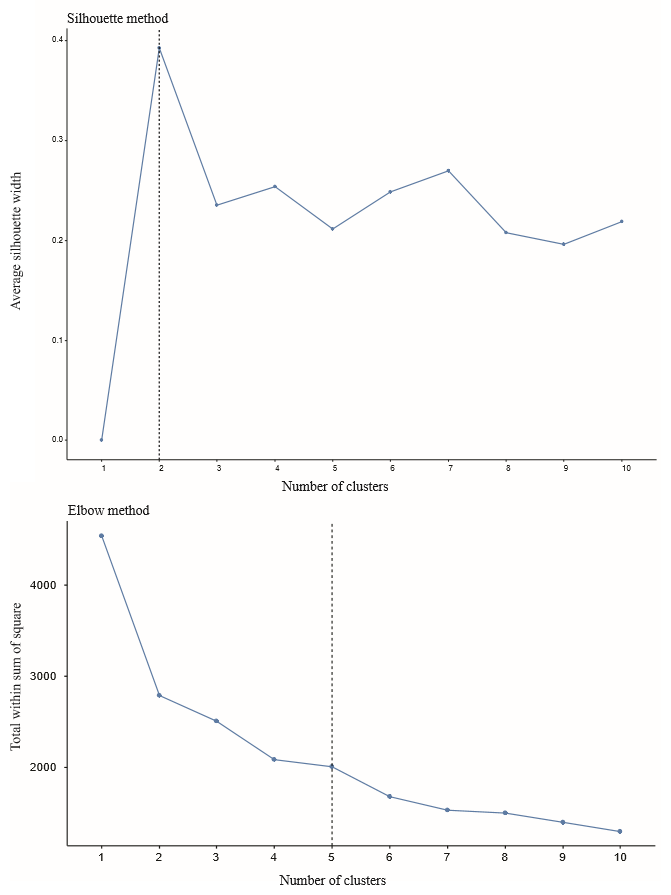 Silhouette method
0.4
0.3
0.2
0.1
0.0
Average silhouette width
1 2 3 4 5 6 7 8 9 10
Number of clusters
Elbow method
4000
3000
2000
Total within sum of square
1 2 3 4 5 6 7 8 9 10
Number of clusters